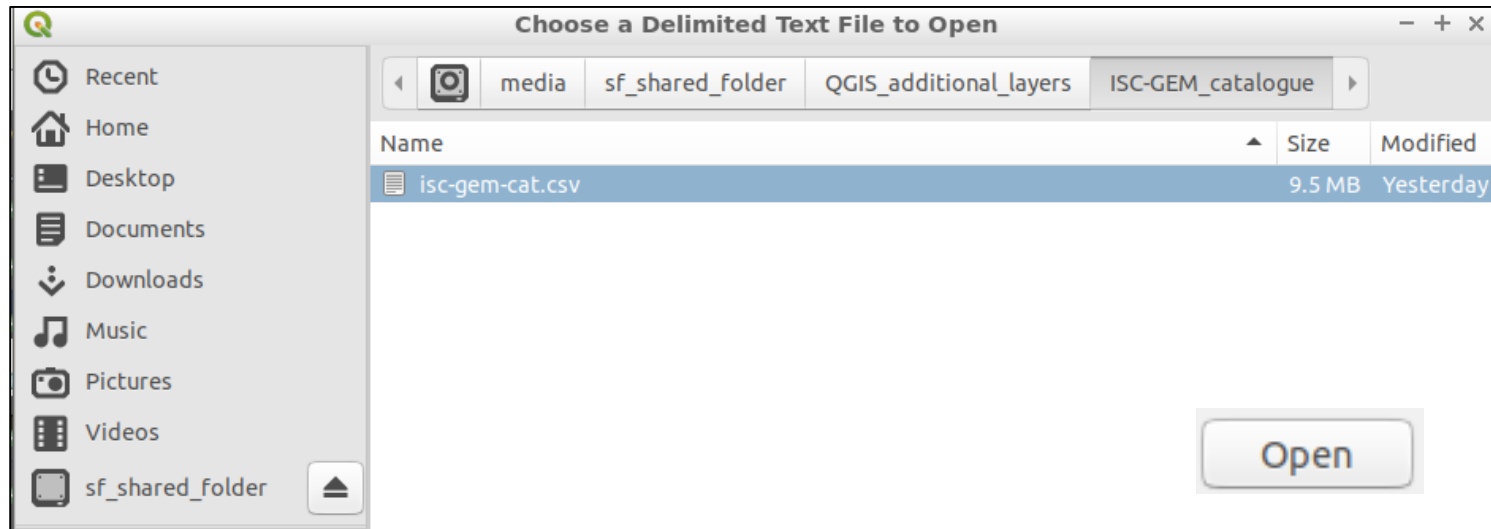 Choose a Delimited Text File to Open
Recent
media sf_shared_folder QGIS_additional_layers ISC-GEM_catalogue
Home
Name Size Modified
Desktop
isc-gem-cat.csv 9.5 MB Yesterday
Documents
Downloads
Music
Pictures
Videos
Open
sf_shared_folder